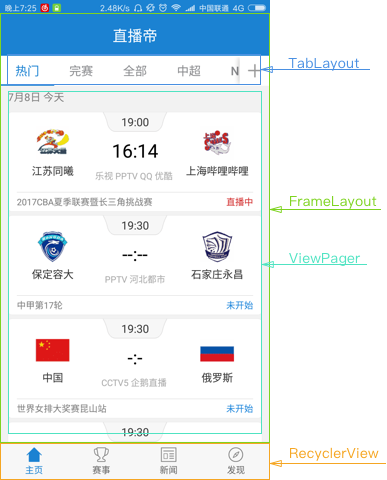 晚上7:25 2.48K/s 中国联通 4G
直播帝
热门 完赛 全部 中超 N
TabLayout
7月8日 今天
19:00
16:14
江苏同曦 上海哔哩哔哩
乐视 PPTV QQ 优酷
2017CBA夏季联赛暨长三角挑战赛 直播中
FrameLayout
19:30
--:--
保定容大 石家庄永昌
PPTV 河北都市
ViewPager
中甲第17轮 未开始
19:30
-:-
中国 俄罗斯
CCTV5 企鹅直播
世界女排大奖赛昆山站 未开始
19:30
主页 赛事 新闻 发现
RecyclerView